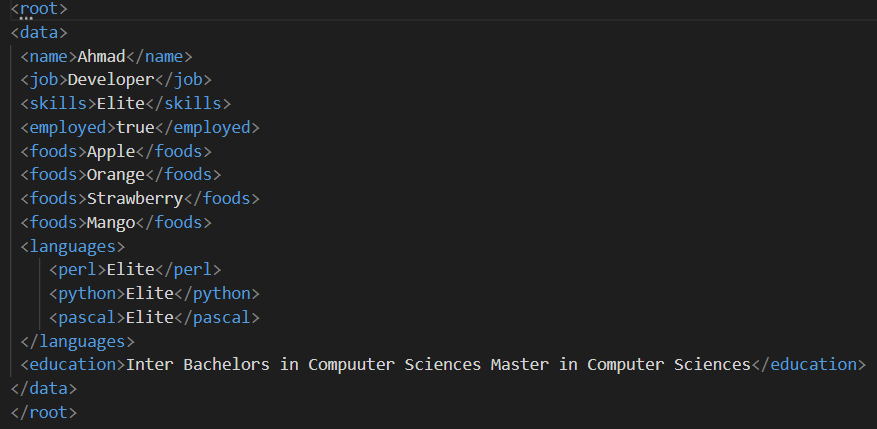 <root>
<data>
<name>Ahmad</name>
<job>Developer</job>
<skills>Elite</skills>
<employed>true</employed>
<foods>Apple</foods>
<foods>Orange</foods>
<foods>Strawberry</foods>
<foods>Mango</foods>
<languages>
<perl>Elite</perl>
<python>Elite</python>
<pascal>Elite</pascal>
</languages>
<education>Inter Bachelors in Compuuter Sciences Master in Computer Sciences</education>
</data>
</root>